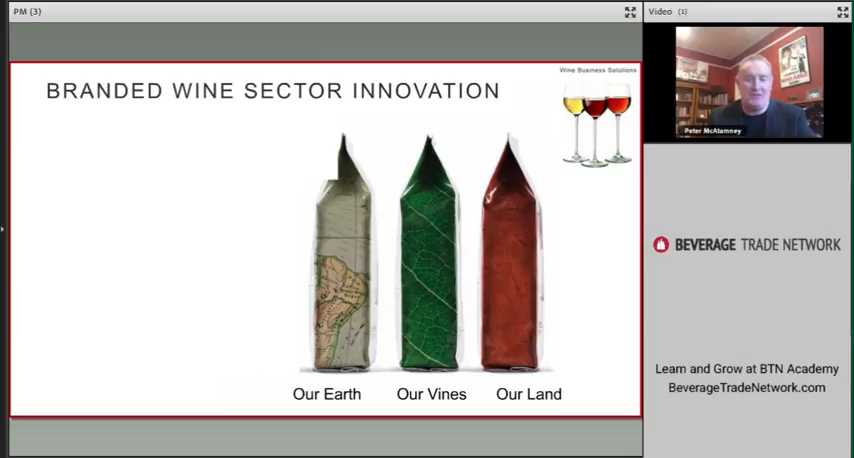 PM (3)
Video (1)
Wine Business Solutions
BRANDED WINE SECTOR INNOVATION
Peter McAtamney
BEVERAGE TRADE NETWORK
Our Earth
Our Vines
Our Land
Learn and Grow at BTN Academy
BeverageTradeNetwork.com